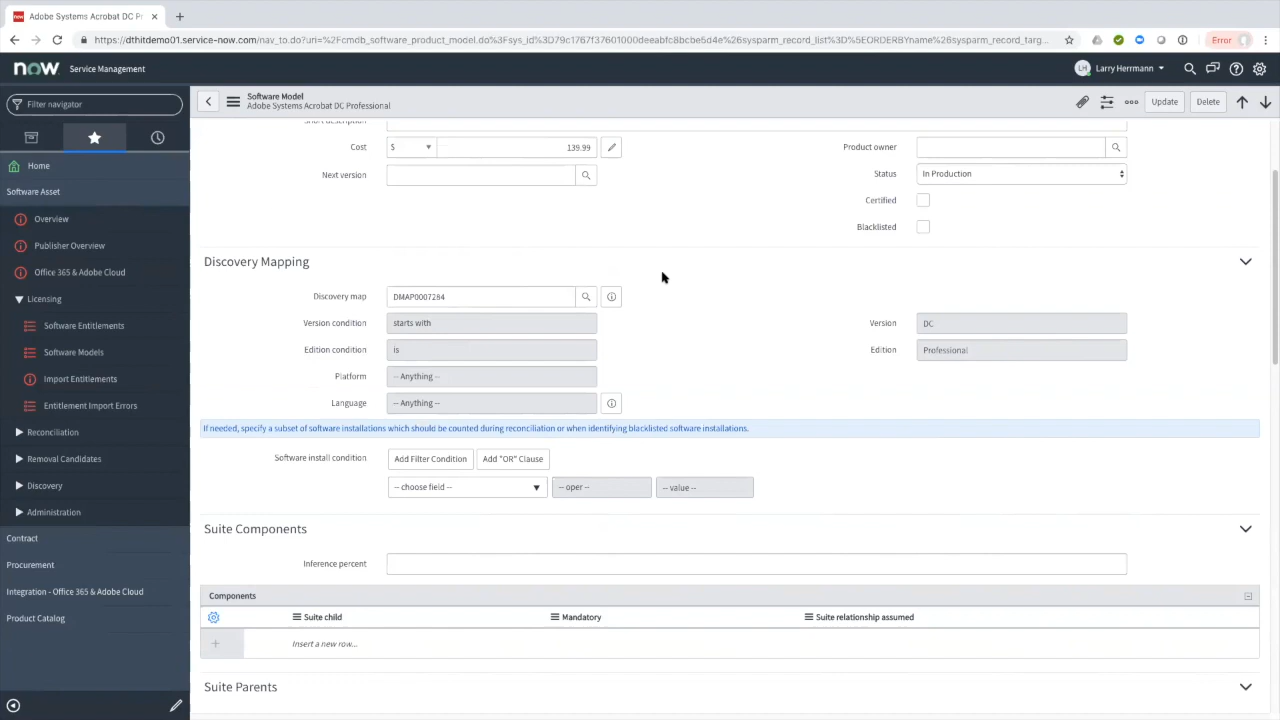 now Adobe Systems Acrobat DC Pr
https://dthitdemo01.service-now.com/nav_to.do?uri=%2Fcmdb_software_product_model.do%3Fsys_id%3D79c1767f37601000deeabfc8bcbe5d4e%26sysparm_record_list%3D%5EORDERBYname%26sysparm_record_targ... Error
now Service Management Larry Herrmann
LH
Filter navigator
Software Model
Adobe Systems Acrobat DC Professional
Update Delete
Home
Software Asset
Overview
Publisher Overview
Office 365 & Adobe Cloud
Licensing
Software Entitlements
Software Models
Import Entitlements
Entitlement Import Errors
Reconciliation
Removal Candidates
Discovery
Administration
Contract
Procurement
Integration - Office 365 & Adobe Cloud
Product Catalog
Short description
Cost $ 139.99 Product owner
Next version Status In Production
Certified
Blacklisted
Discovery Mapping
Discovery map DMAP0007284
Version condition starts with Version DC
Edition condition is Edition Professional
Platform -- Anything --
Language -- Anything --
If needed, specify a subset of software installations which should be counted during reconciliation or when identifying blacklisted software installations.
Software install condition Add Filter Condition Add "OR" Clause
-- choose field -- -- oper -- -- value --
Suite Components
Inference percent
Components
Suite child Mandatory Suite relationship assumed
Insert a new row...
Suite Parents